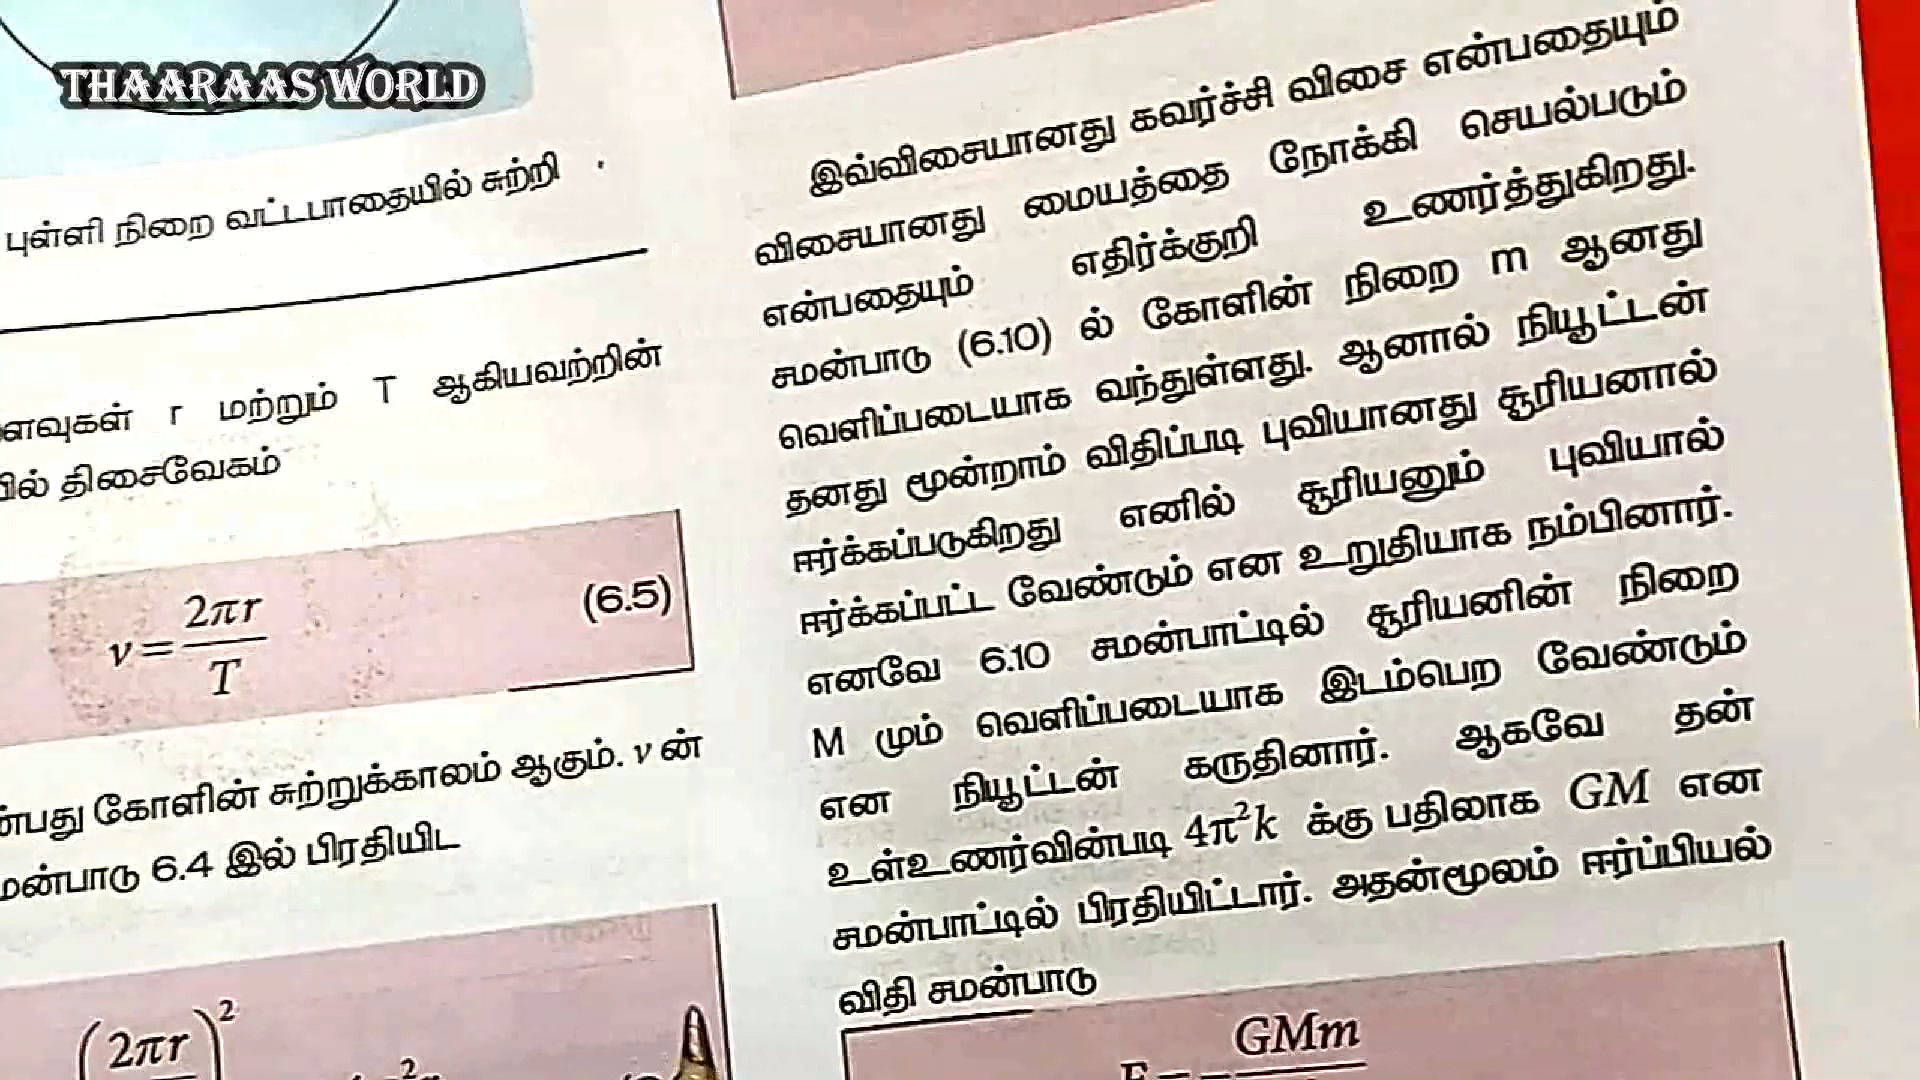 THAARAAS WORLD
புள்ளி நிறை வட்டபாதையில் சுற்றி
r மற்றும் T ஆகியவற்றின்
திசைவேகம்
v = 2πr / T (6.5)
கோளின் சுற்றுக்காலம் ஆகும். v ன்
6.4 இல் பிரதியிட
(2πr
)²
இவ்விசையானது கவர்ச்சி விசை என்பதையும்
விசையானது மையத்தை நோக்கி செயல்படும்
என்பதையும் எதிர்க்குறி உணர்த்துகிறது.
சமன்பாடு (6.10) ல் கோளின் நிறை m ஆனது
வெளிப்படையாக வந்துள்ளது. ஆனால் நியூட்டன்
தனது மூன்றாம் விதிப்படி புவியானது சூரியனால்
ஈர்க்கப்படுகிறது எனில் சூரியனும் புவியால்
ஈர்க்கப்பட்ட வேண்டும் என உறுதியாக நம்பினார்.
எனவே 6.10 சமன்பாட்டில் சூரியனின் நிறை
M மும் வெளிப்படையாக இடம்பெற வேண்டும்
என நியூட்டன் கருதினார். ஆகவே தன்
உள்உணர்வின்படி 4π²k க்கு பதிலாக GM என
சமன்பாட்டில் பிரதியிட்டார். அதன்மூலம் ஈர்ப்பியல்
விதி சமன்பாடு
GMm